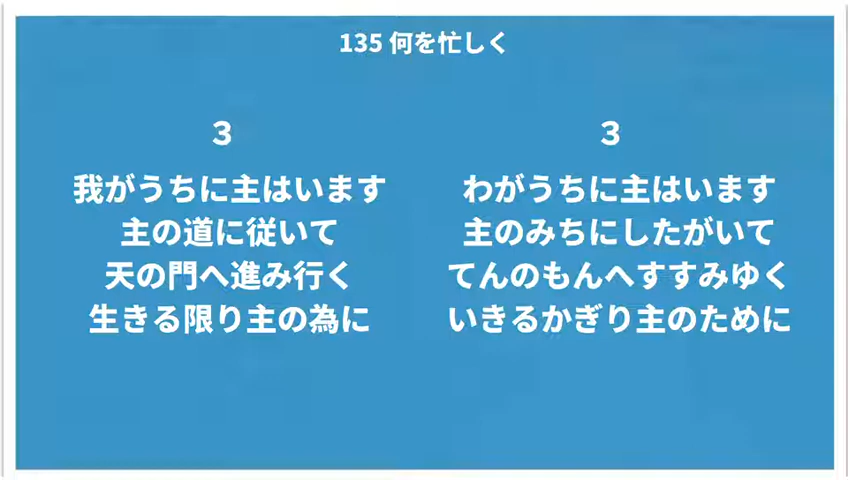 135 何を忙しく
3
我がうちに主はいます
主の道に従いて
天の門へ進み行く
生きる限り主の為に
3
わがうちに主はいます
主のみちにしたがいて
てんのもんへすすみゆく
いきるかぎり主のために